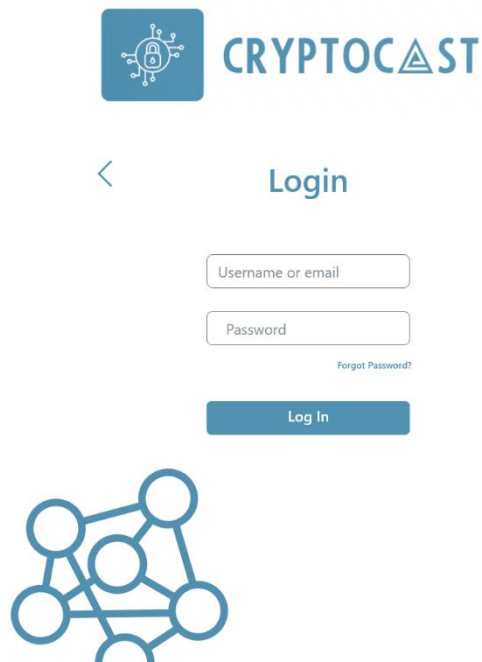 CRYPTOCAST
Login
Username or email
Password
Forgot Password?
Log In